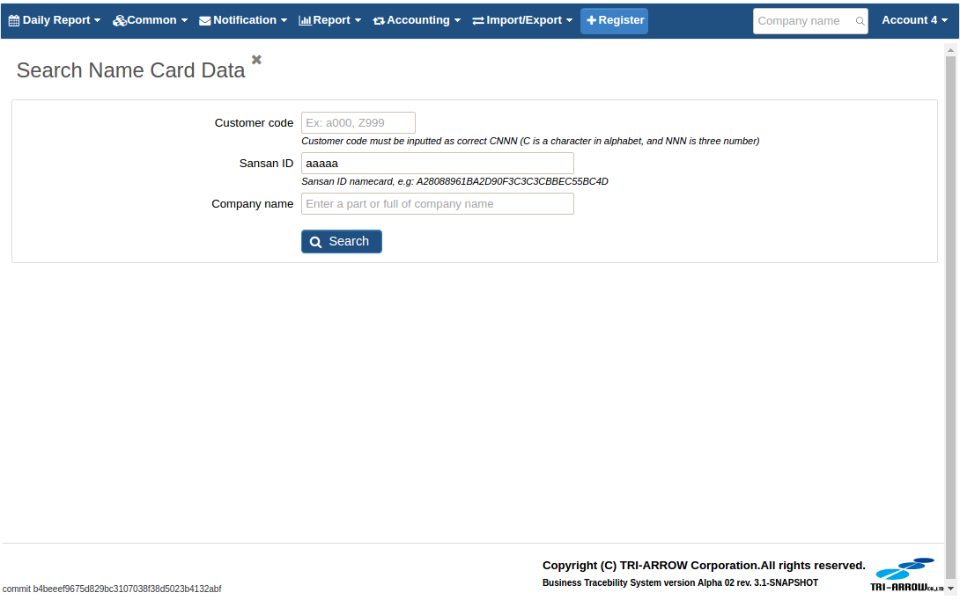 Daily Report Common Notification Report Accounting Import/Export Register Company name Account 4
Search Name Card Data
Customer code Ex: a000, Z999
Customer code must be inputted as correct CNNN (C is a character in alphabet, and NNN is three number)
Sansan ID aaaaa
Sansan ID namecard, e.g: A28088961BA2D90F3C3C3CBBEC55BC4D
Company name Enter a part or full of company name
Search
Copyright (C) TRI-ARROW Corporation.All rights reserved.
Business Tracebility System version Alpha 02 rev. 3.1-SNAPSHOT
TRI-ARROW CO.,LTD
commit b4beeef9675d829bc3107038f38d5023b4132abf